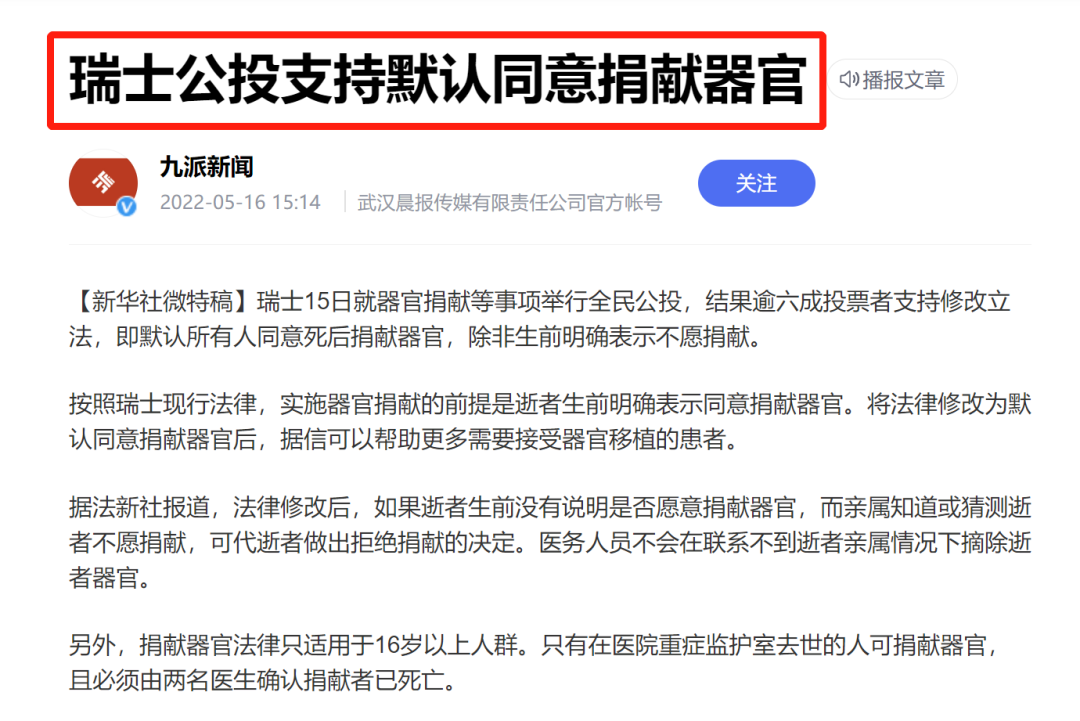 瑞士公投支持默认同意捐献器官
播报文章
九派新闻
2022-05-16 15:14
武汉晨报传媒有限责任公司官方帐号
关注
【新华社微特稿】瑞士15日就器官捐献等事项举行全民公投，结果逾六成投票者支持修改立
法，即默认所有人同意死后捐献器官，除非生前明确表示不愿捐献。
按照瑞士现行法律，实施器官捐献的前提是逝者生前明确表示同意捐献器官。将法律修改为默
认同意捐献器官后，据信可以帮助更多需要接受器官移植的患者。
据法新社报道，法律修改后，如果逝者生前没有说明是否愿意捐献器官，而亲属知道或猜测逝
者不愿捐献，可代逝者做出拒绝捐献的决定。医务人员不会在联系不到逝者亲属情况下摘除逝
者器官。
另外，捐献器官法律只适用于16岁以上人群。只有在医院重症监护室去世的人可捐献器官，
且必须由两名医生确认捐献者已死亡。